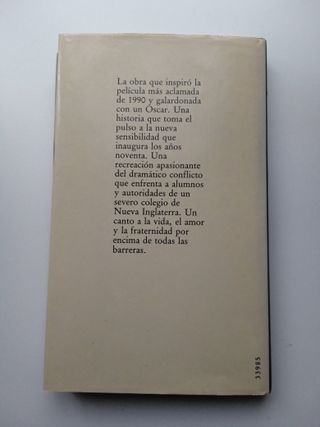 La obra que inspiró la
película más aclamada
de 1990 y galardonada
con un Óscar. Una
historia que toma el
pulso a la nueva
sensibilidad que
inaugura los años
noventa. Una
recreación apasionante
del dramático conflicto
que enfrenta a alumnos
y autoridades de un
severo colegio de
Nueva Inglaterra. Un
canto a la vida, el amor
y la fraternidad por
encima de todas las
barreras.
33985